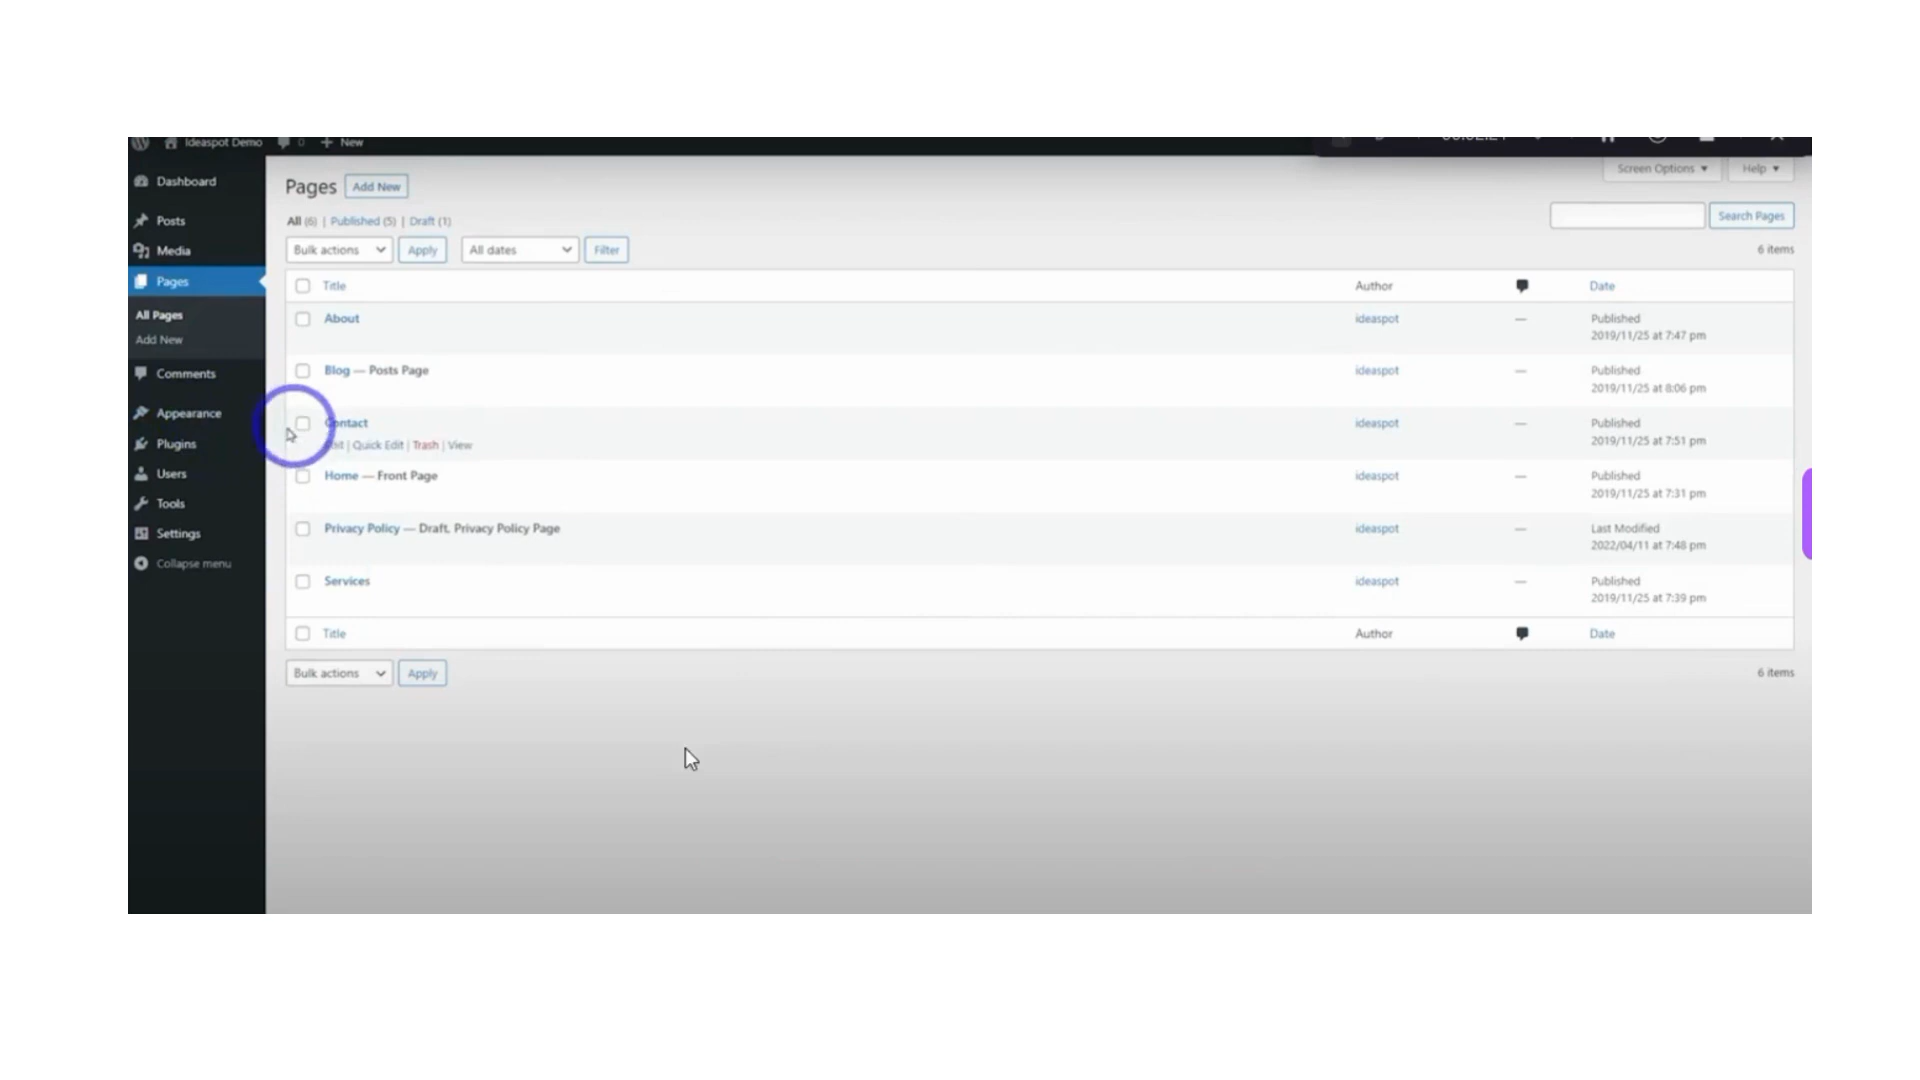 Ideaspot Demo 0 + New
Screen Options Help
Dashboard
Posts
Media
Pages
All Pages
Add New
Comments
Appearance
Plugins
Users
Tools
Settings
Collapse menu
Pages Add New
All (6) | Published (5) | Draft (1)
Search Pages
Bulk actions Apply All dates Filter 6 items
Title Author Date
About ideaspot — Published
2019/11/25 at 7:47 pm
Blog — Posts Page ideaspot — Published
2019/11/25 at 8:06 pm
Contact ideaspot — Published
Quick Edit | Trash | View 2019/11/25 at 7:51 pm
Home — Front Page ideaspot — Published
2019/11/25 at 7:31 pm
Privacy Policy — Draft, Privacy Policy Page ideaspot — Last Modified
2022/04/11 at 7:48 pm
Services ideaspot — Published
2019/11/25 at 7:39 pm
Title Author Date
Bulk actions Apply 6 items